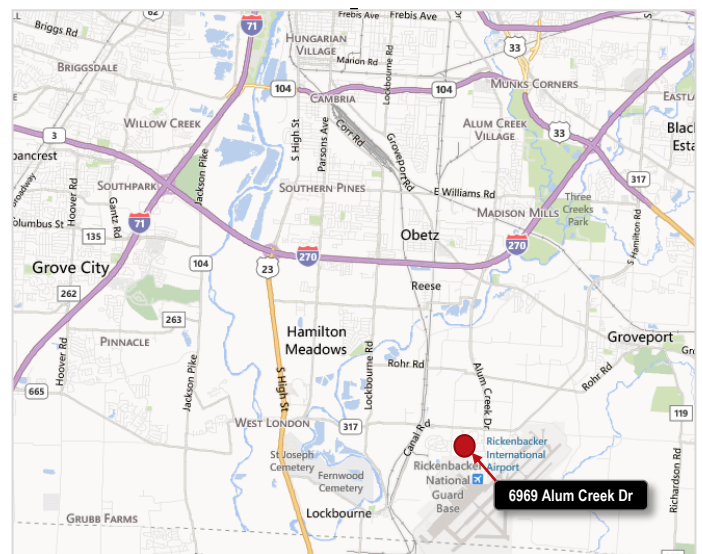 62
Frebis Ave
Frebis Ave
Briggs Rd
71
HUNGARIAN
VILLAGE
33
Marion Rd
Lockbourne Rd
BRIGGSDALE
104
CAMBRIA
104
MUNKS CORNERS
EASTL
3
WILLOW CREEK
S High St
Parsons Ave
Corr Rd
Groveport Rd
ALUM CREEK
VILLAGE
33
Blac
Esta
bancrest
Jackson Pike
Broadway
Hoover Rd
SOUTHPARK
SOUTHERN PINES
E Williams Rd
317
Three
Creeks
Park
MADISON MILLS
olumbus St
Gantz Rd
71
135
Obetz
270
S Hamilton Rd
Grove City
104
23
270
Reese
262
263
Hamilton
Meadows
Groveport
Gro
PINNACLE
Hoover Rd
Jackson Pike
S High St
Lockbourne Rd
Rohr Rd
Alum Creek Dr
Rohr Rd
665
119
WEST LONDON
317
Canal Rd
St Joseph
Cemetery
Fernwood
Cemetery
Rickenbacker
International
Airport
Rickenbacker
National
Guard
Base
6969 Alum Creek Dr
Richardson Rd
Lockbourne
GRUBB FARMS